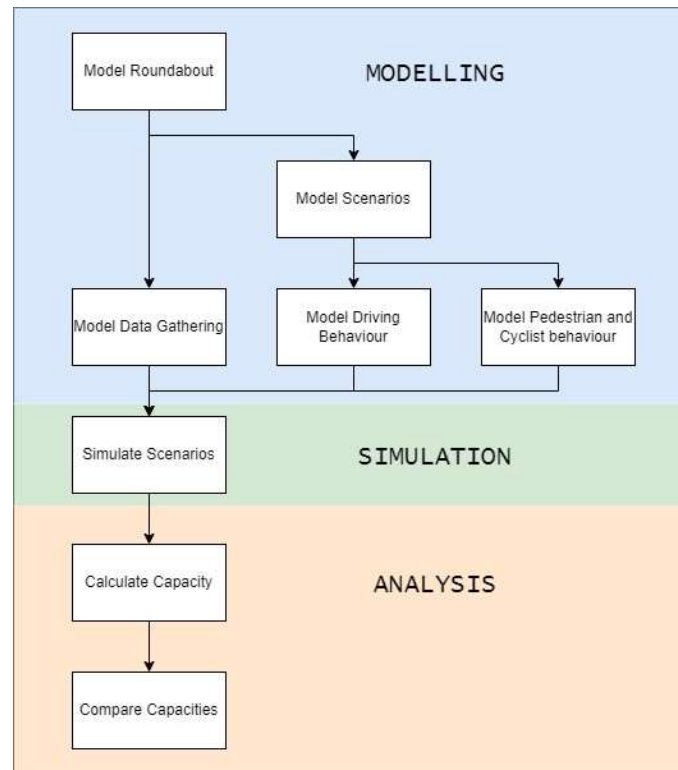 Model Roundabout
MODELLING
Model Scenarios
Model Data Gathering
Model Driving
Behaviour
Model Pedestrian and
Cyclist behaviour
Simulate Scenarios
SIMULATION
Calculate Capacity
ANALYSIS
Compare Capacities